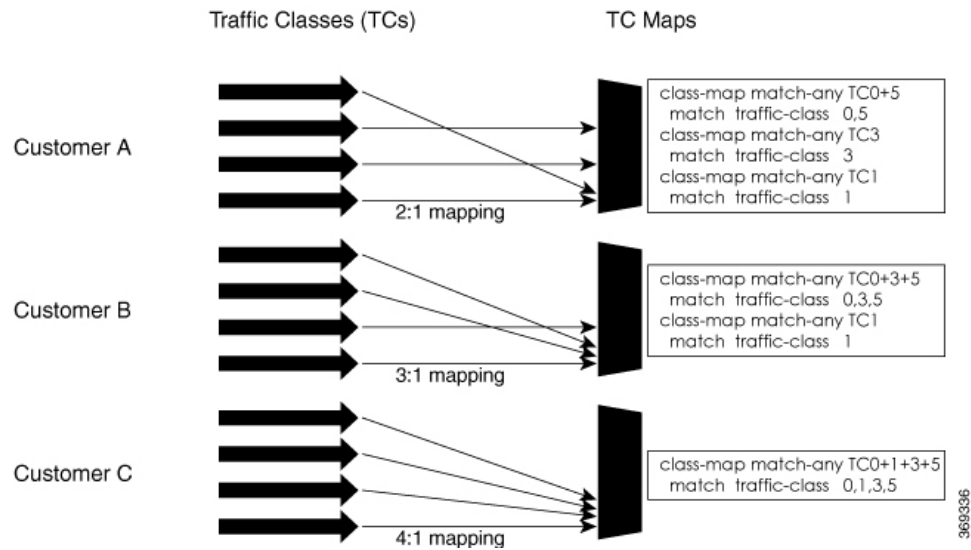 Traffic Classes (TCs)
TC Maps
Customer A
2:1 mapping
class-map match-any TC0+5
match traffic-class 0,5
class-map match-any TC3
match traffic-class 3
class-map match-any TC1
match traffic-class 1
Customer B
3:1 mapping
class-map match-any TC0+3+5
match traffic-class 0,3,5
class-map match-any TC1
match traffic-class 1
Customer C
4:1 mapping
class-map match-any TC0+1+3+5
match traffic-class 0,1,3,5
369336